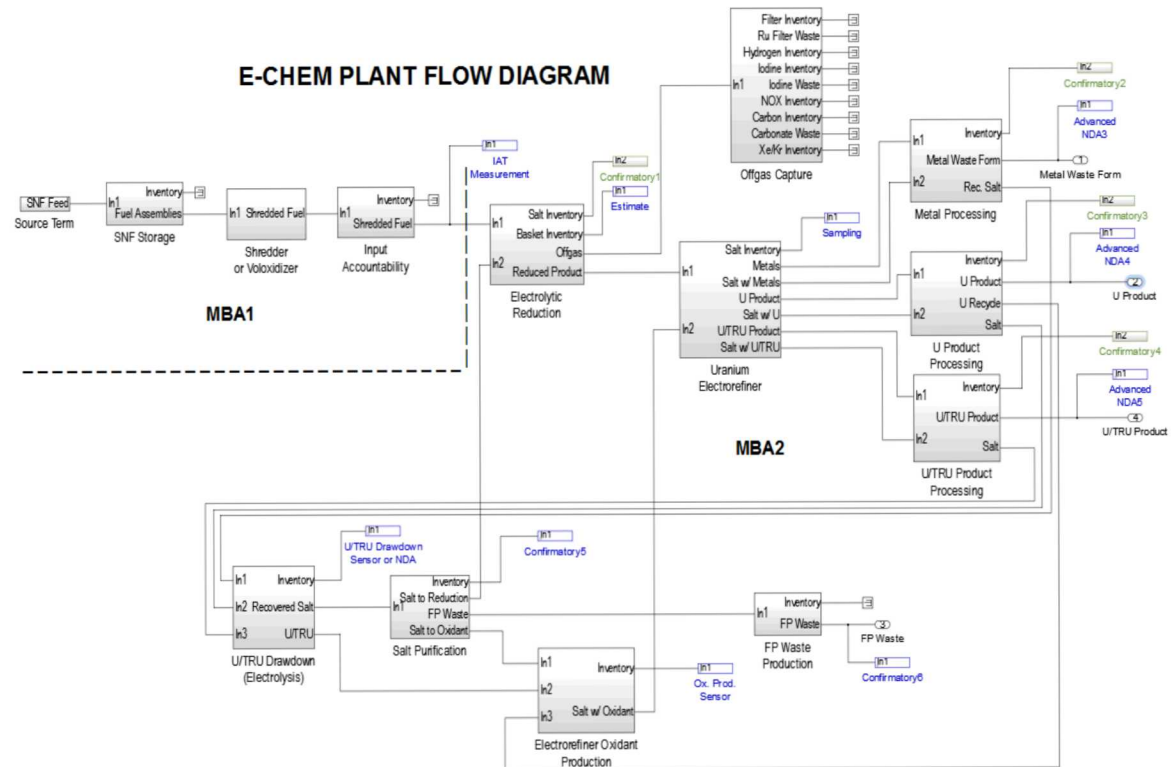 E-CHEM PLANT FLOW DIAGRAM
SNF Feed
Source Term
In1
Inventory
Fuel Assemblies
SNF Storage
In1
Shredded Fuel
Shredder
or Voloxidizer
In1
Inventory
Shredded Fuel
Input
Accountability
In1
IAT
Measurement
MBA1
In1
In2
Salt Inventory
Basket Inventory
Offgas
Reduced Product
Electrolytic
Reduction
In2
Confirmatory1
In1
Estimate
In1
Filter Inventory
Ru Filter Waste
Hydrogen Inventory
Iodine Inventory
Iodine Waste
NOX Inventory
Carbon Inventory
Carbonate Waste
Xe/Kr Inventory
Offgas Capture
In1
In2
Salt Inventory
Metals
Salt w/ Metals
U Product
Salt w/ U
U/TRU Product
Salt w/ U/TRU
Uranium
Electrorefiner
In1
Sampling
In1
In2
Inventory
Metal Waste Form
Rec. Salt
Metal Processing
In2
Confirmatory2
In1
Advanced
NDA3
1
Metal Waste Form
In1
In2
Inventory
U Product
U Recycle
Salt
U Product
Processing
In2
Confirmatory3
In1
Advanced
NDA4
2
U Product
In1
In2
Inventory
U/TRU Product
Salt
U/TRU Product
Processing
In2
Confirmatory4
In1
Advanced
NDA5
4
U/TRU Product
MBA2
In1
In2
In3
Inventory
Recovered Salt
U/TRU
U/TRU Drawdown
(Electrolysis)
In1
U/TRU Drawdown
Sensor or NDA
In1
Inventory
Salt to Reduction
FP Waste
Salt to Oxidant
Salt Purification
In1
Confirmatory5
In1
In2
In3
Inventory
Salt w/ Oxidant
Electrorefiner Oxidant
Production
In1
Ox. Prod.
Sensor
In1
Inventory
FP Waste
FP Waste
Production
3
FP Waste
In1
Confirmatory6